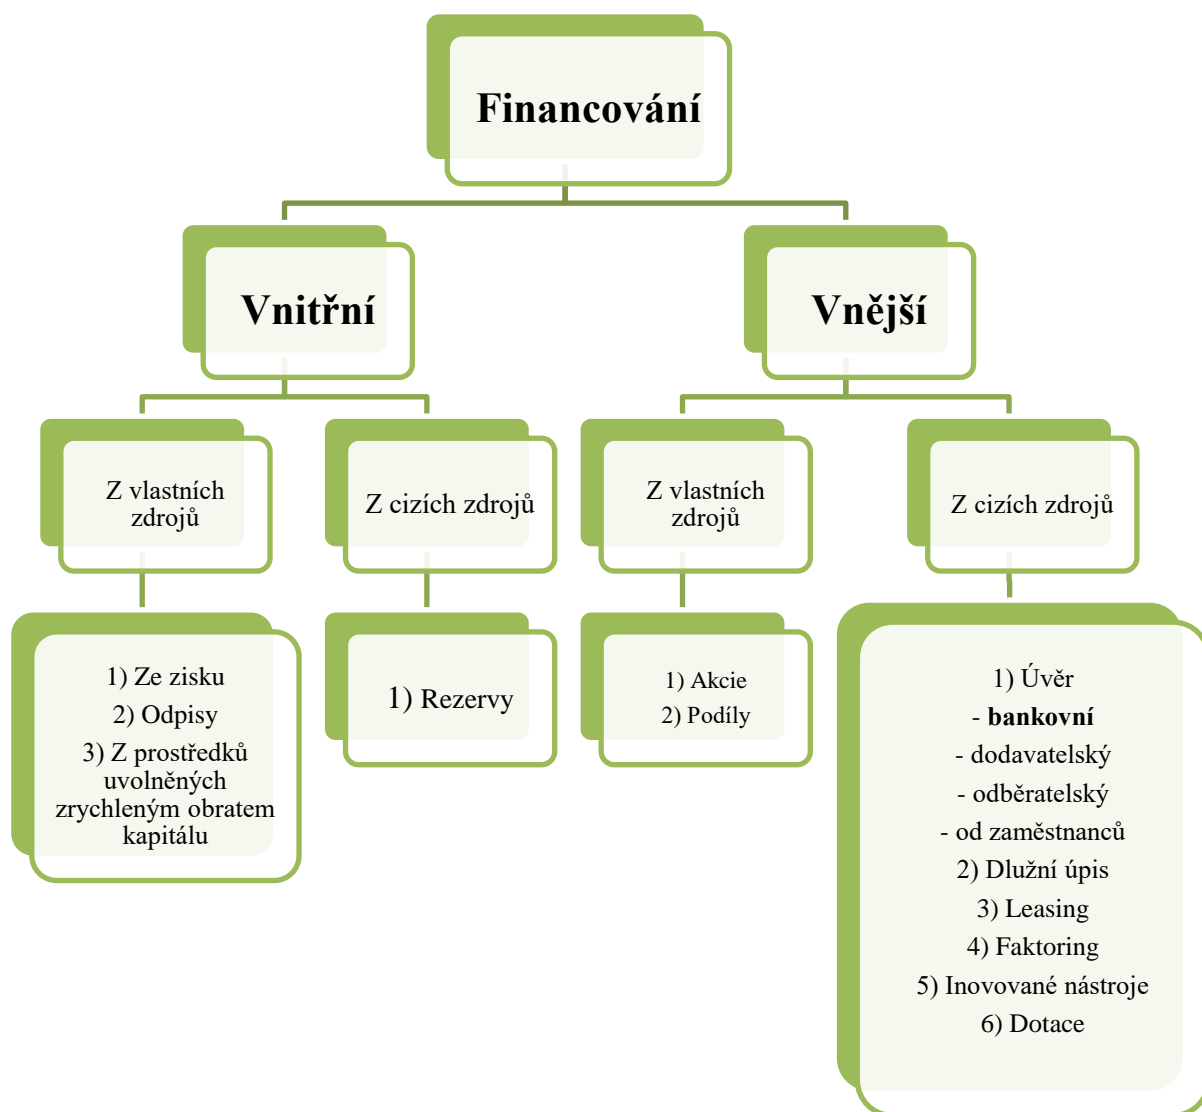 Financování
Vnitřní
Vnější
Z vlastních
zdrojů
Z cizích zdrojů
Z vlastních
zdrojů
Z cizích zdrojů
1) Ze zisku
2) Odpisy
3) Z prostředků
uvolněných
zrychleným obratem
kapitálu
1) Rezervy
1) Akcie
2) Podíly
1) Úvěr
- bankovní
- dodavatelský
- odběratelský
- od zaměstnanců
2) Dlužní úpis
3) Leasing
4) Faktoring
5) Inovované nástroje
6) Dotace